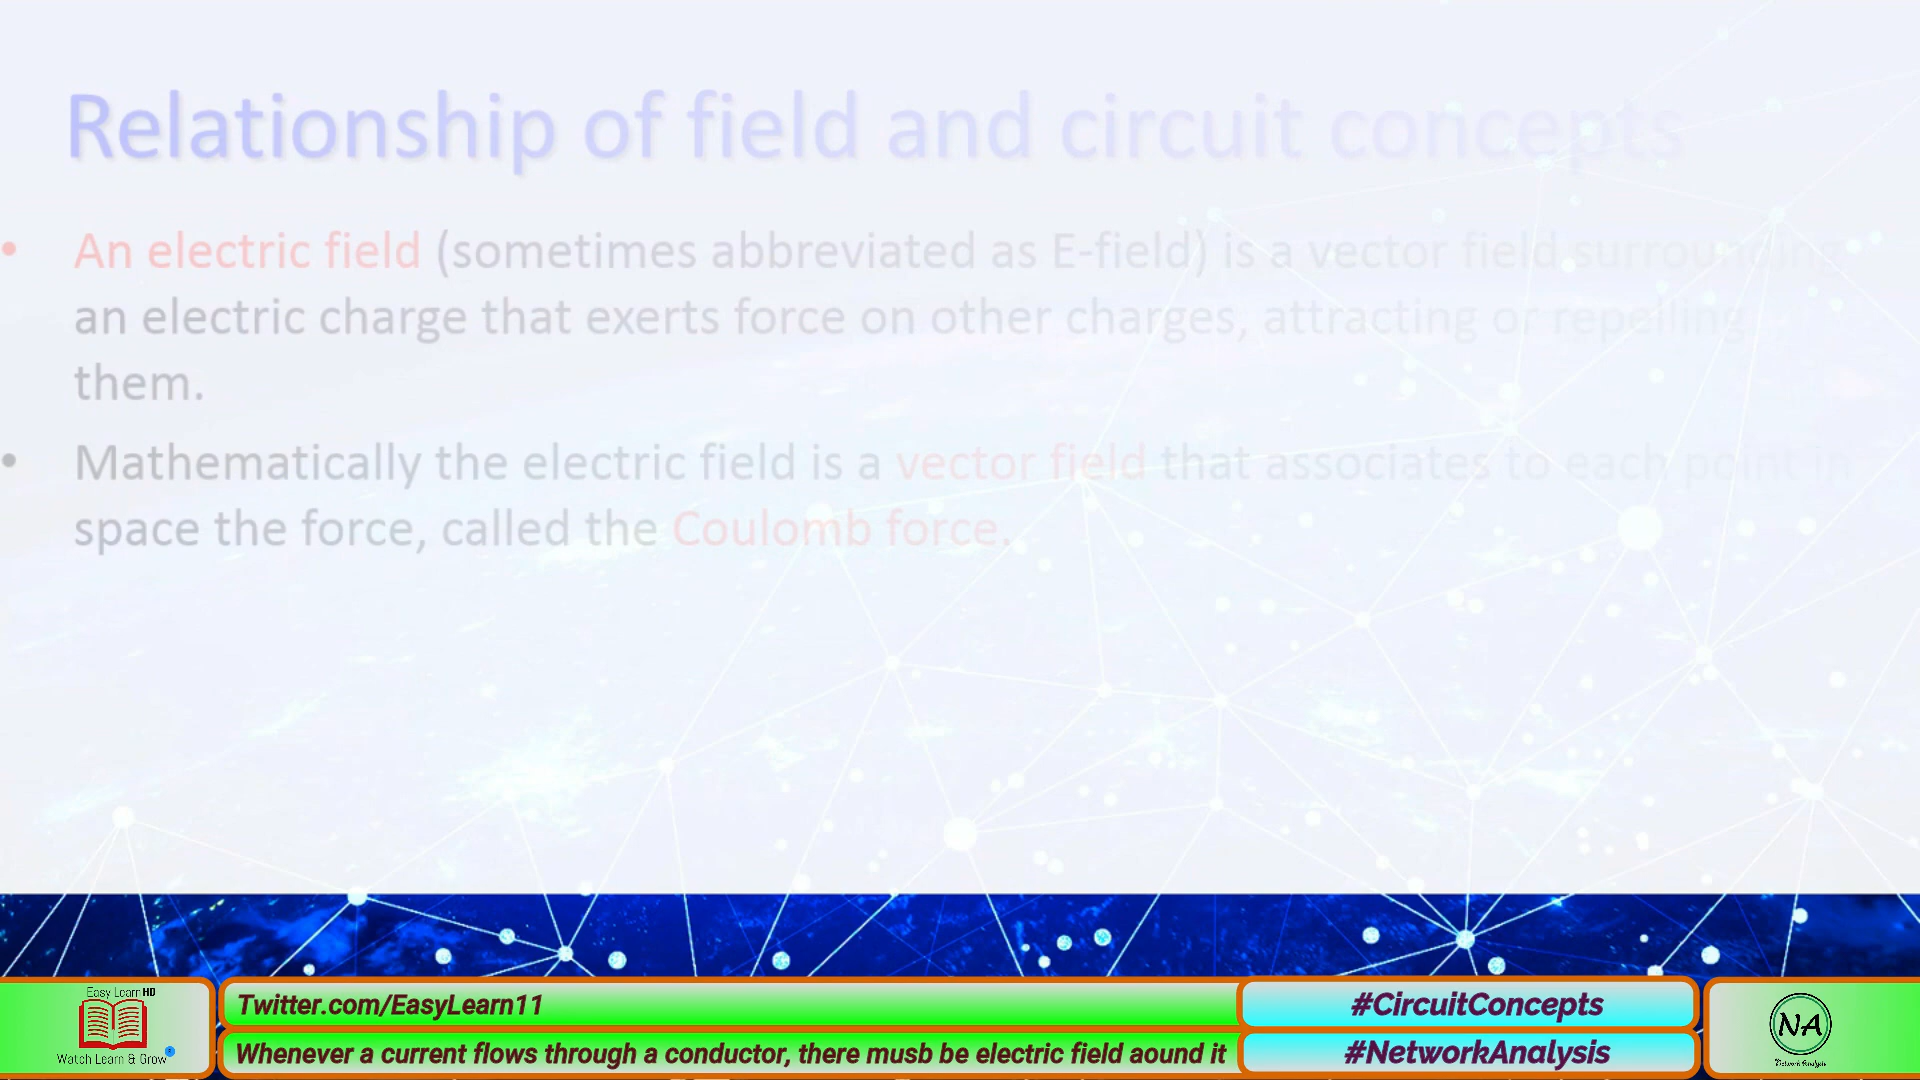 Relationship of field and circuit concepts
• An electric field (sometimes abbreviated as E-field) is a vector field surrounding
an electric charge that exerts force on other charges, attracting or repelling
them.
• Mathematically the electric field is a vector field that associates to each point in
space the force, called the Coulomb force.
Easy Learn HD
Watch Learn & Grow
Twitter.com/EasyLearn11
Whenever a current flows through a conductor, there musb be electric field aound it
#CircuitConcepts
#NetworkAnalysis
NA
Network Analysis